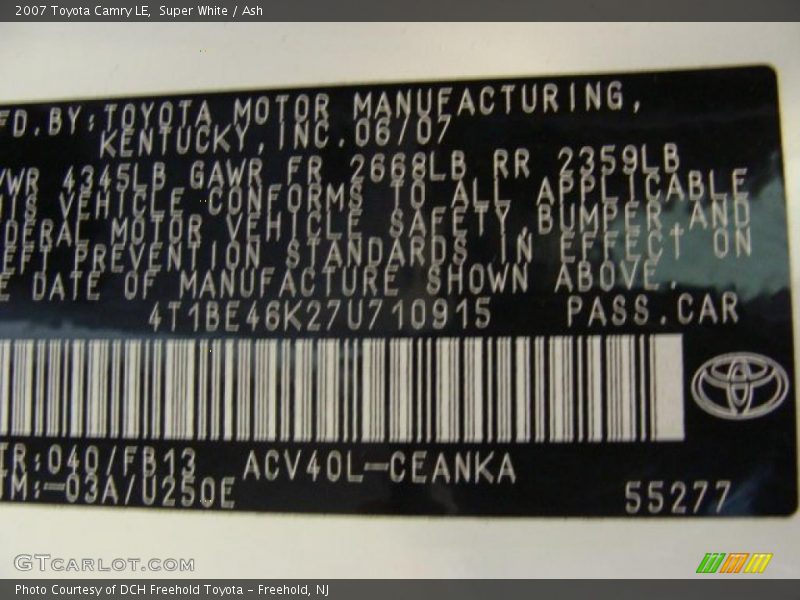 2007 Toyota Camry LE,  Super White / Ash
FD.BY:TOYOTA MOTOR MANUFACTURING,
KENTUCKY,INC.06/07
VWR 4345LB GAWR FR 2668LB RR 2359LB
HIS VEHICLE CONFORMS TO ALL APPLICABLE
DERAL MOTOR VEHICLE SAFETY,BUMPER AND
EFT PREVENTION STANDARDS IN EFFECT ON
E DATE OF MANUFACTURE SHOWN ABOVE.
4T1BE46K27U710915 PASS.CAR
TR:040/FB13 ACV40L-CEANKA
TM:-03A/U250E
55277
GTCARLOT.COM
Photo Courtesy of DCH Freehold Toyota - Freehold, NJ